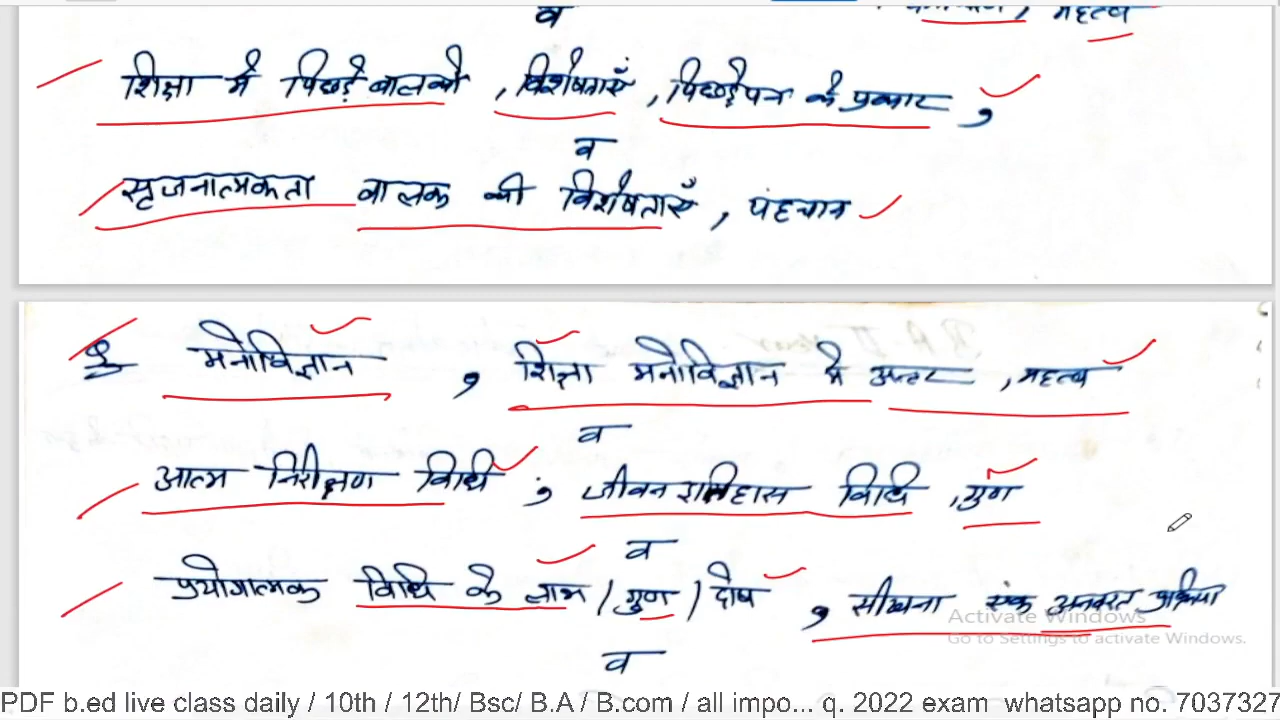 व , महत्व
शिक्षा मे पिछड़े बालको , विशेषताएँ , पिछड़ेपन के प्रकार ,
व
सृजनात्मकता बालक की विशेषताएँ , पहचान
मनोविज्ञान , शिक्षा मनोविज्ञान मे अन्तर , महत्व
व
आत्म निरीक्षण विधि , जीवन इतिहास विधि , गुण
व
प्रयोगात्मक विधि के लाभ / गुण / दोष , सीखना एक अनवरत प्रक्रिया
व
Activate Windows
Go to Settings to activate Windows.
PDF b.ed live class daily / 10th / 12th/ Bsc/ B.A / B.com / all impo... q. 2022 exam whatsapp no. 7037327